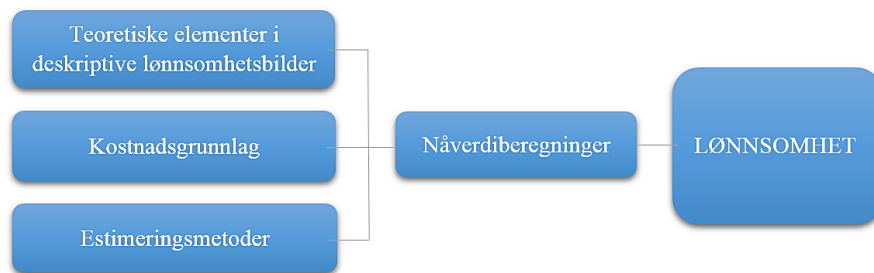 Teoretiske elementer i
deskriptive lønnsomhetsbilder
Kostnadsgrunnlag
Estimeringsmetoder
Nåverdiberegninger
LØNNSOMHET